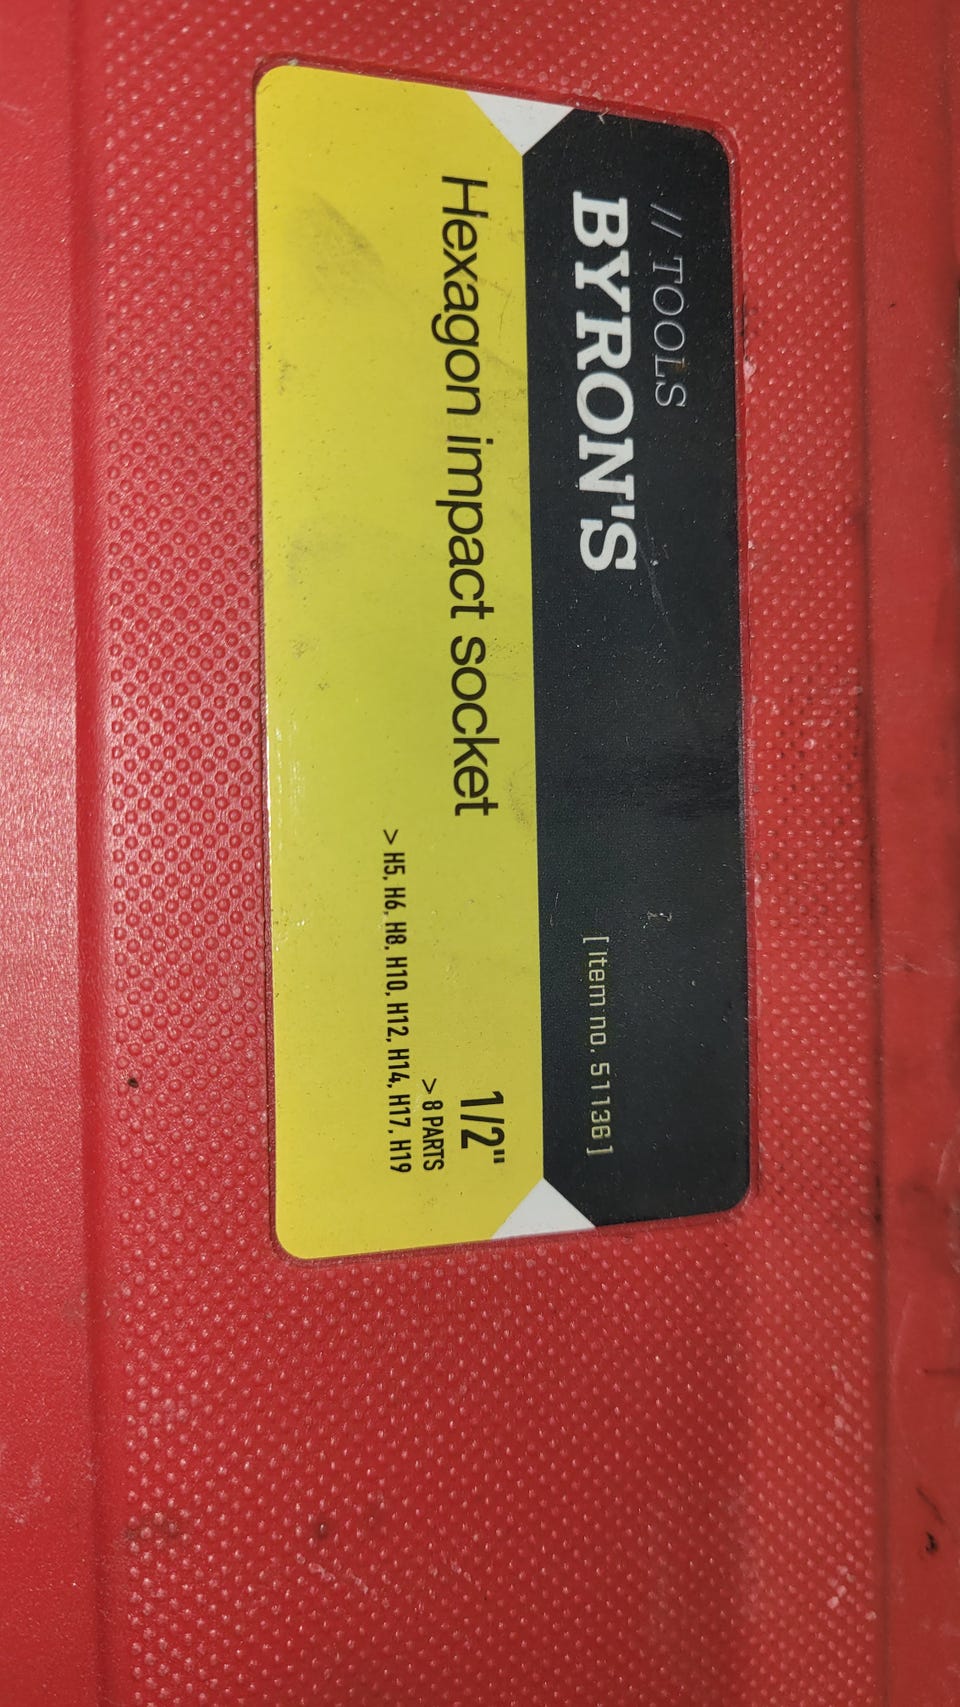 // TOOLS
BYRON'S
[ Item no. 51136 ]
Hexagon impact socket
1/2"
> 8 PARTS
> H5, H6, H8, H10, H12, H14, H17, H19